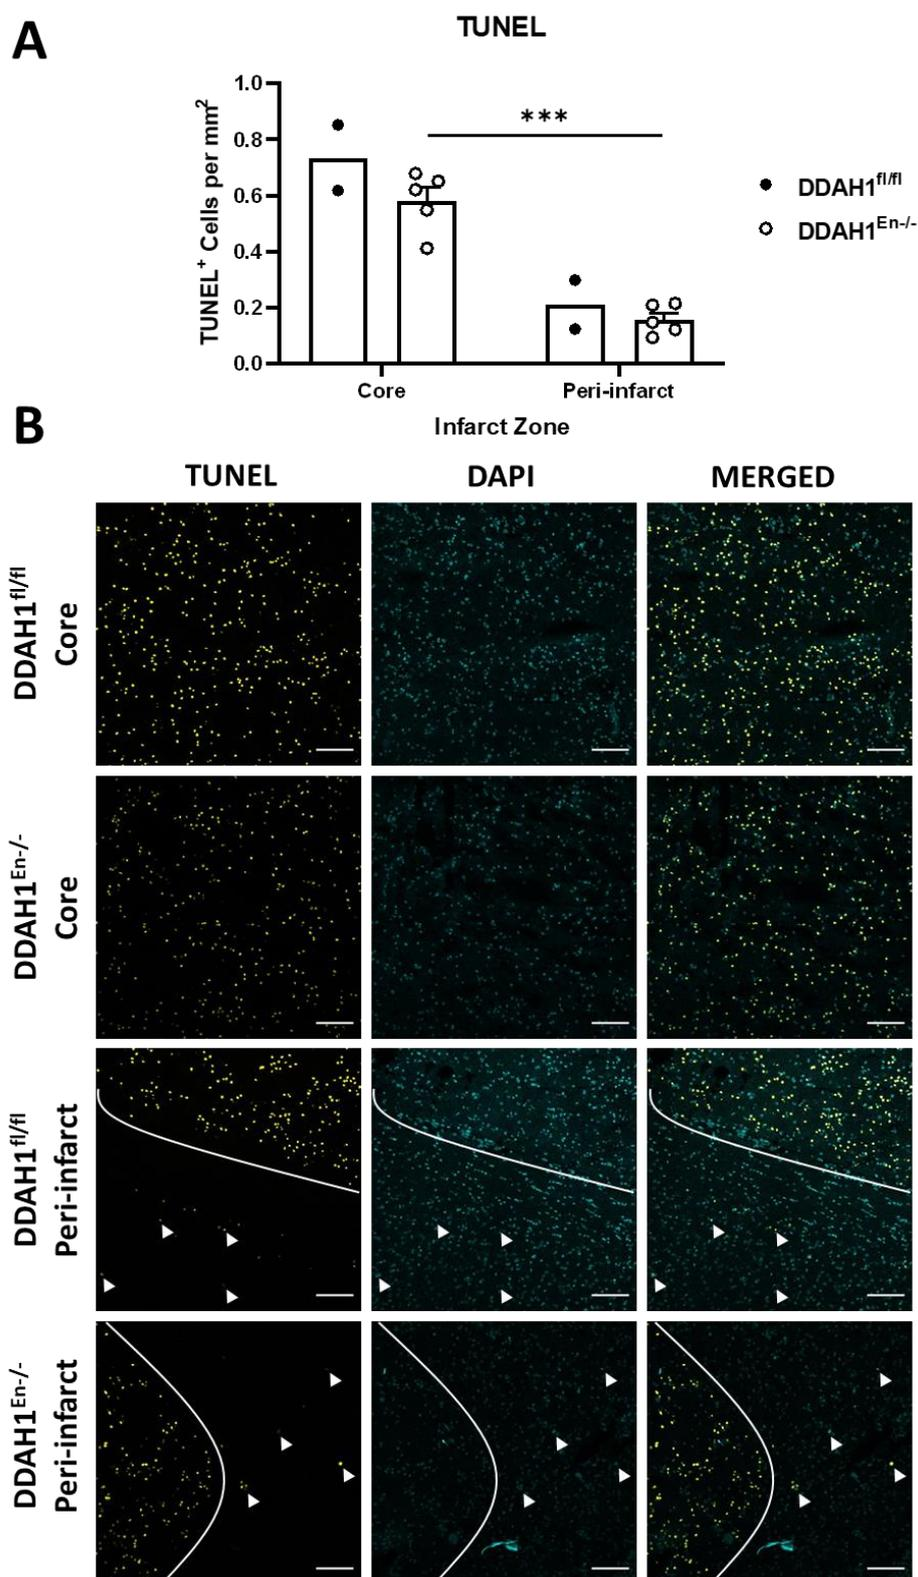 A
TUNEL
TUNEL⁺ Cells per mm²
1.0
0.8
0.6
0.4
0.2
0.0
***
DDAH1ᶠˡ/ᶠˡ
DDAH1ᴱⁿ⁻/⁻
Core
Peri-infarct
Infarct Zone
B
TUNEL
DAPI
MERGED
DDAH1ᶠˡ/ᶠˡ
Core
DDAH1ᴱⁿ⁻/⁻
Core
DDAH1ᶠˡ/ᶠˡ
Peri-infarct
DDAH1ᴱⁿ⁻/⁻
Peri-infarct